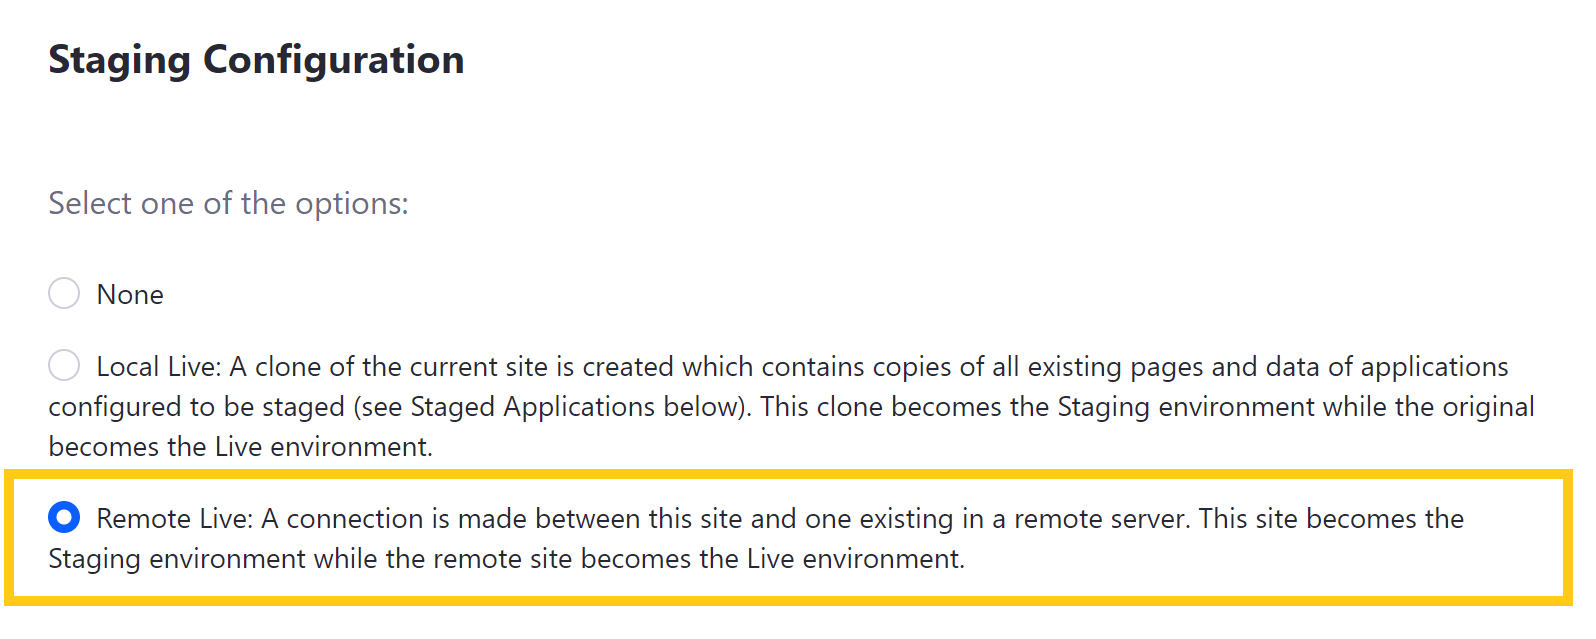 Staging Configuration
Select one of the options:
None
Local Live: A clone of the current site is created which contains copies of all existing pages and data of applications
configured to be staged (see Staged Applications below). This clone becomes the Staging environment while the original
becomes the Live environment.
Remote Live: A connection is made between this site and one existing in a remote server. This site becomes the
Staging environment while the remote site becomes the Live environment.